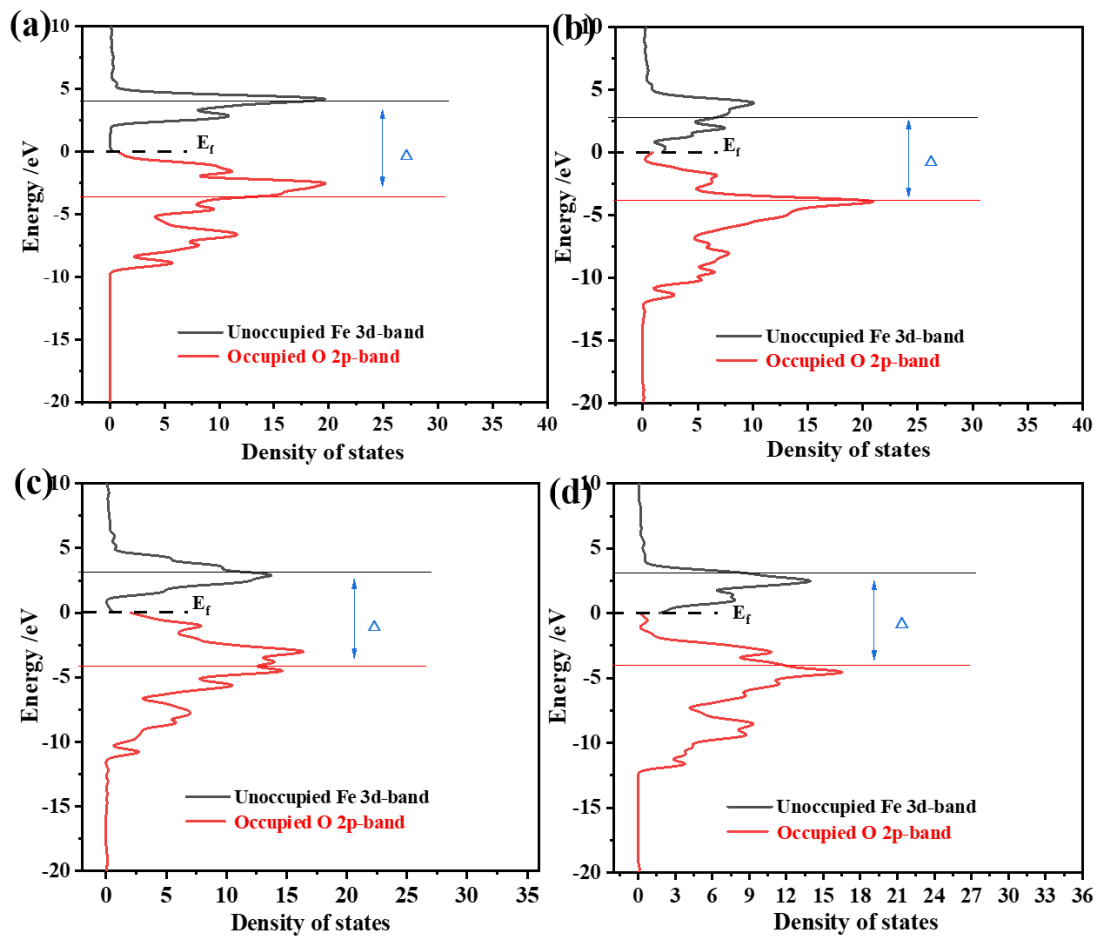 (a)
10
5
0
-5
-10
-15
-20
Energy /eV
E_f
Δ
Unoccupied Fe 3d-band
Occupied O 2p-band
0 5 10 15 20 25 30 35 40
Density of states
(b)
10
5
0
-5
-10
-15
-20
Energy /eV
E_f
Δ
Unoccupied Fe 3d-band
Occupied O 2p-band
0 5 10 15 20 25 30 35 40
Density of states
(c)
10
5
0
-5
-10
-15
-20
Energy /eV
E_f
Δ
Unoccupied Fe 3d-band
Occupied O 2p-band
0 5 10 15 20 25 30 35
Density of states
(d)
10
5
0
-5
-10
-15
-20
Energy /eV
E_f
Δ
Unoccupied Fe 3d-band
Occupied O 2p-band
0 3 6 9 12 15 18 21 24 27 30 33 36
Density of states